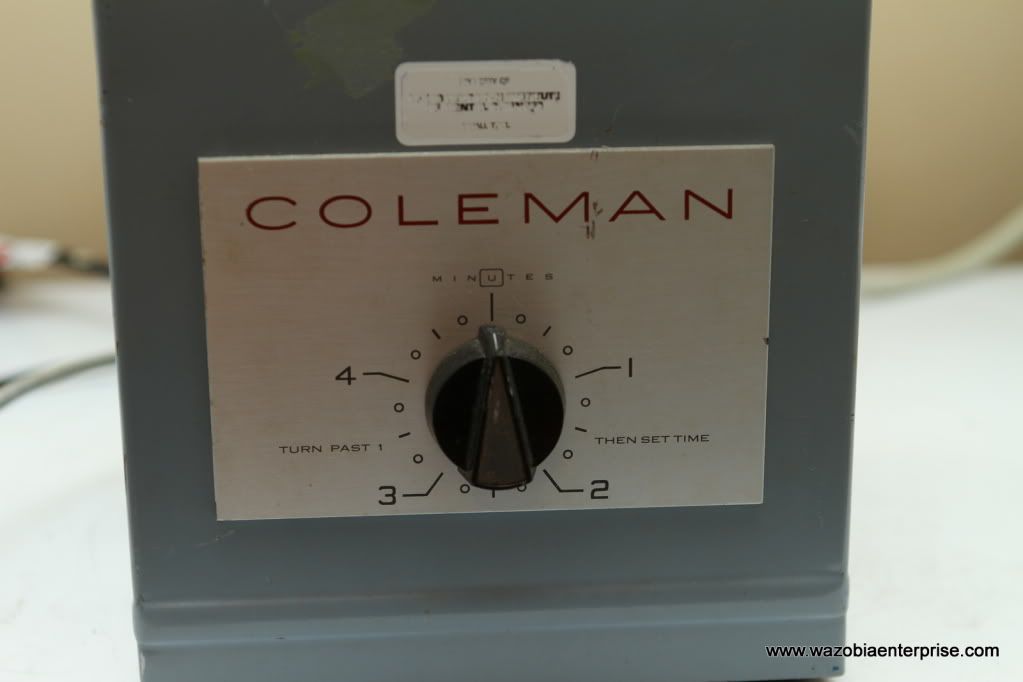 COLEMAN
MINUTES
4 1
TURN PAST 1 THEN SET TIME
3 2
www.wazobiaenterprise.com